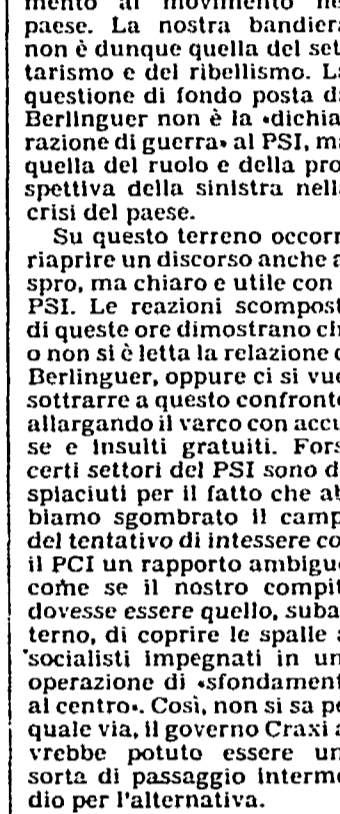 mento al movimento ne
paese. La nostra bandier
non è dunque quella del set
tarismo e del ribellismo. L
questione di fondo posta d
Berlinguer non è la «dichia
razione di guerra» al PSI, m
quella del ruolo e della pro
spettiva della sinistra nell
crisi del paese.
Su questo terreno occorr
riaprire un discorso anche a
spro, ma chiaro e utile con
PSI. Le reazioni scompost
di queste ore dimostrano ch
o non si è letta la relazione d
Berlinguer, oppure ci si vue
sottrarre a questo confronto
allargando il varco con accu
se e insulti gratuiti. Fors
certi settori del PSI sono di
spiaciuti per il fatto che ab
biamo sgombrato il camp
del tentativo di intessere co
il PCI un rapporto ambigu
come se il nostro compit
dovesse essere quello, suba
terno, di coprire le spalle a
socialisti impegnati in un
operazione di «sfondament
al centro». Così, non si sa pe
quale via, il governo Craxi a
vrebbe potuto essere un
sorta di passaggio interme
dio per l'alternativa.